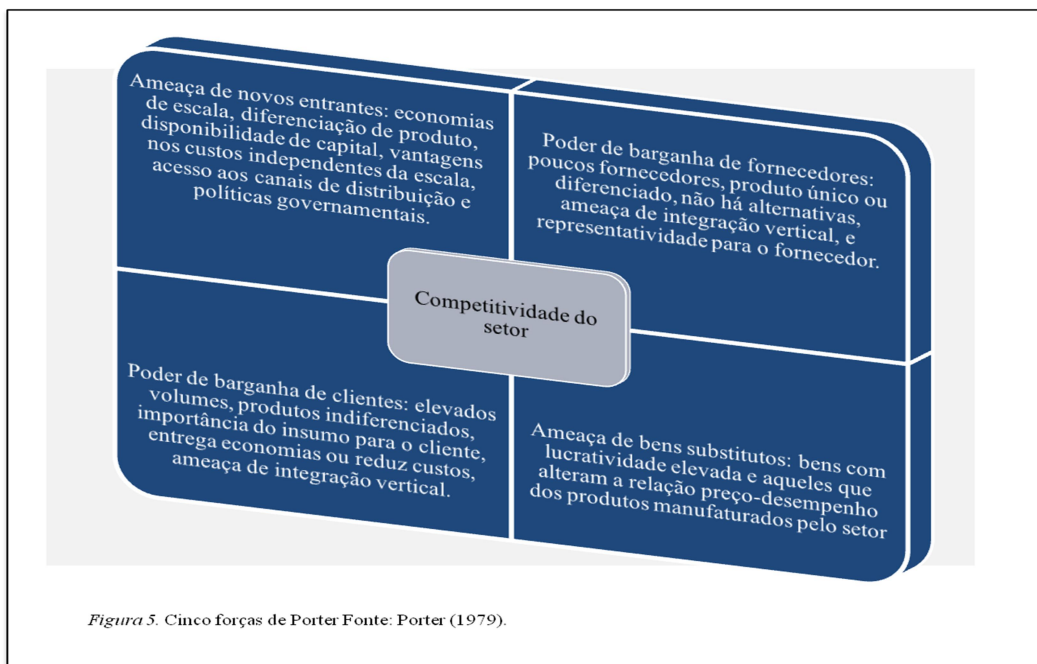 Ameaça de novos entrantes: economias
de escala, diferenciação de produto,
disponibilidade de capital, vantagens
nos custos independentes da escala,
acesso aos canais de distribuição e
políticas governamentais.
Poder de barganha de fornecedores:
poucos fornecedores, produto único ou
diferenciado, não há alternativas,
ameaça de integração vertical, e
representatividade para o fornecedor.
Competitividade do
setor
Poder de barganha de clientes: elevados
volumes, produtos indiferenciados,
importância do insumo para o cliente,
entrega economias ou reduz custos,
ameaça de integração vertical.
Ameaça de bens substitutos: bens com
lucratividade elevada e aqueles que
alteram a relação preço-desempenho
dos produtos manufaturados pelo setor
Figura 5. Cinco forças de Porter Fonte: Porter (1979).